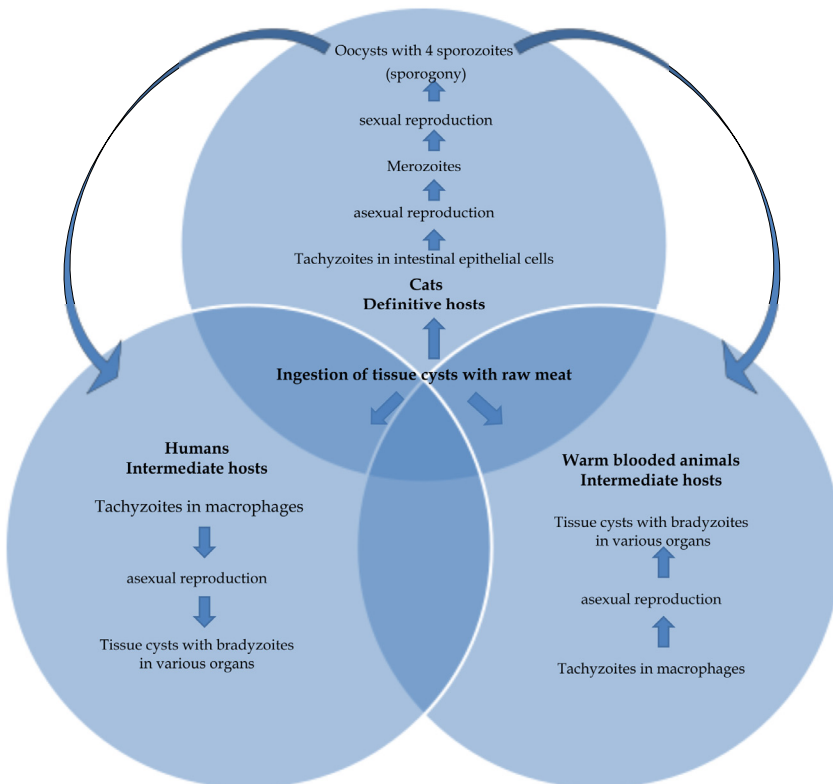 Oocysts with 4 sporozoites
(sporogony)
sexual reproduction
Merozoites
asexual reproduction
Tachyzoites in intestinal epithelial cells
Cats
Definitive hosts
Ingestion of tissue cysts with raw meat
Humans
Intermediate hosts
Tachyzoites in macrophages
asexual reproduction
Tissue cysts with bradyzoites
in various organs
Warm blooded animals
Intermediate hosts
Tissue cysts with bradyzoites
in various organs
asexual reproduction
Tachyzoites in macrophages